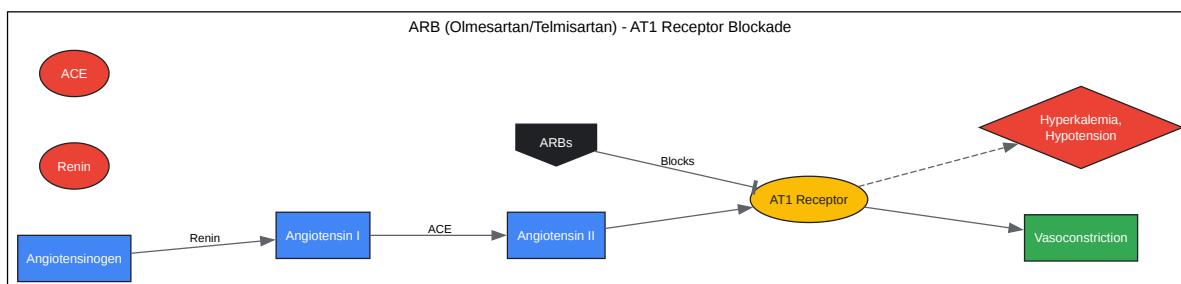 ARB (Olmesartan/Telmisartan) - AT1 Receptor Blockade
ACE
Renin
ARBs
Blocks
Hyperkalemia,
Hypotension
AT1 Receptor
Angiotensinogen
Renin
Angiotensin I
ACE
Angiotensin II
Vasoconstriction